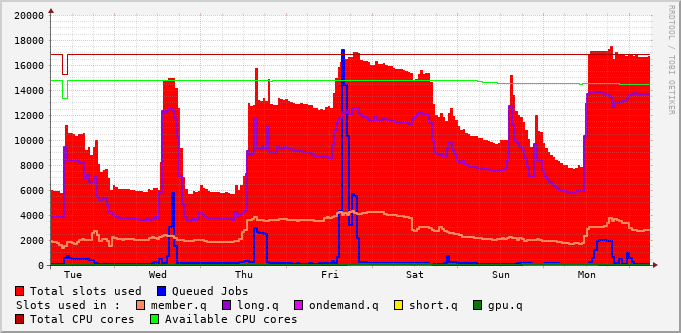 20000
18000
16000
14000
12000
10000
8000
6000
4000
2000
0
Tue Wed Thu Fri Sat Sun Mon
Total slots used Queued Jobs
Slots used in : member.q long.q ondemand.q short.q gpu.q
Total CPU cores Available CPU cores
RRDTOOL / TOBI OETIKER